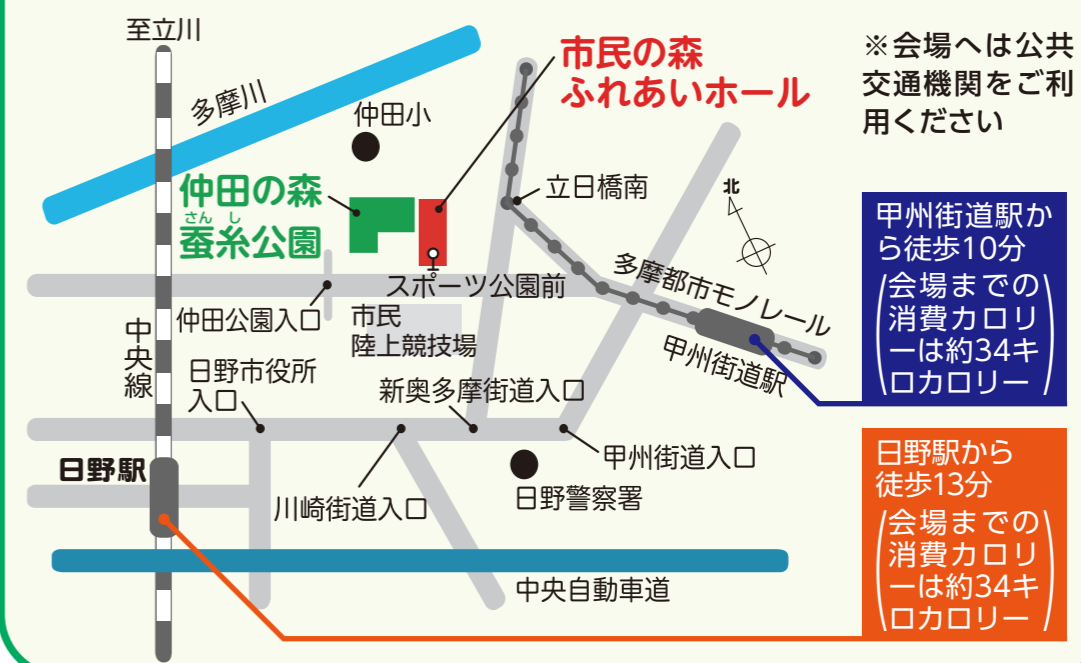 至立川
多摩川
仲田小
市民の森
ふれあいホール
※会場へは公共
交通機関をご利
用ください
仲田の森
さんし
蚕糸公園
立日橋南
北
スポーツ公園前
多摩都市モノレール
甲州街道駅
仲田公園入口
市民
陸上競技場
中央線
日野市役所
入口
新奥多摩街道入口
甲州街道入口
日野駅
川崎街道入口
日野警察署
中央自動車道
甲州街道駅か
ら徒歩10分
(会場までの
消費カロリ
ーは約34キ
ロカロリー)
日野駅から
徒歩13分
(会場までの
消費カロリ
ーは約34キ
ロカロリー)